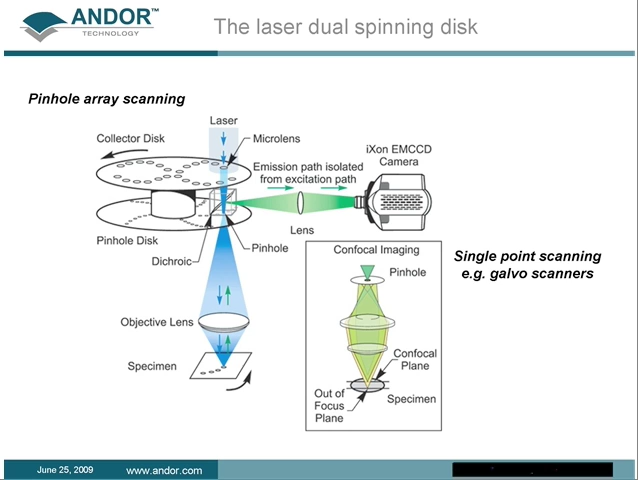 ANDOR™
TECHNOLOGY
The laser dual spinning disk
Pinhole array scanning
Laser
Collector Disk
Microlens
iXon EMCCD
Camera
Emission path isolated
from excitation path
Lens
Pinhole Disk
Pinhole
Dichroic
Confocal Imaging
Pinhole
Single point scanning
e.g. galvo scanners
Objective Lens
Confocal
Plane
Specimen
Out of
Focus
Plane
Specimen
June 25, 2009
www.andor.com